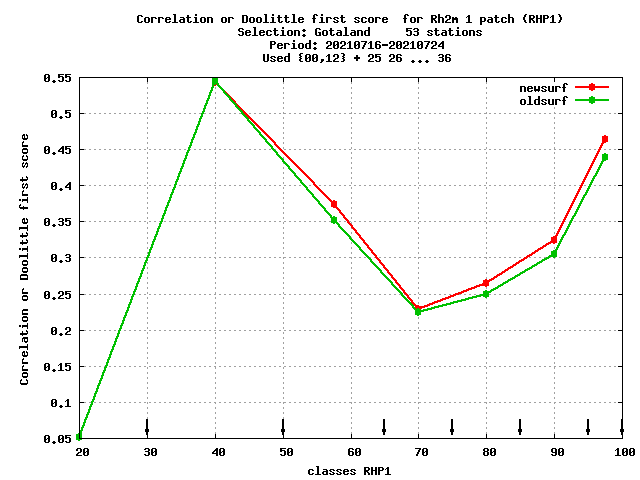 Correlation or Doolittle first score  for Rh2m 1 patch (RHP1)
Selection: Gotaland     53 stations
Period: 20210716-20210724
Used {00,12} + 25 26 ... 36
newsurf
oldsurf
Correlation or Doolittle first score
0.55
0.5
0.45
0.4
0.35
0.3
0.25
0.2
0.15
0.1
0.05
20 30 40 50 60 70 80 90 100
classes RHP1